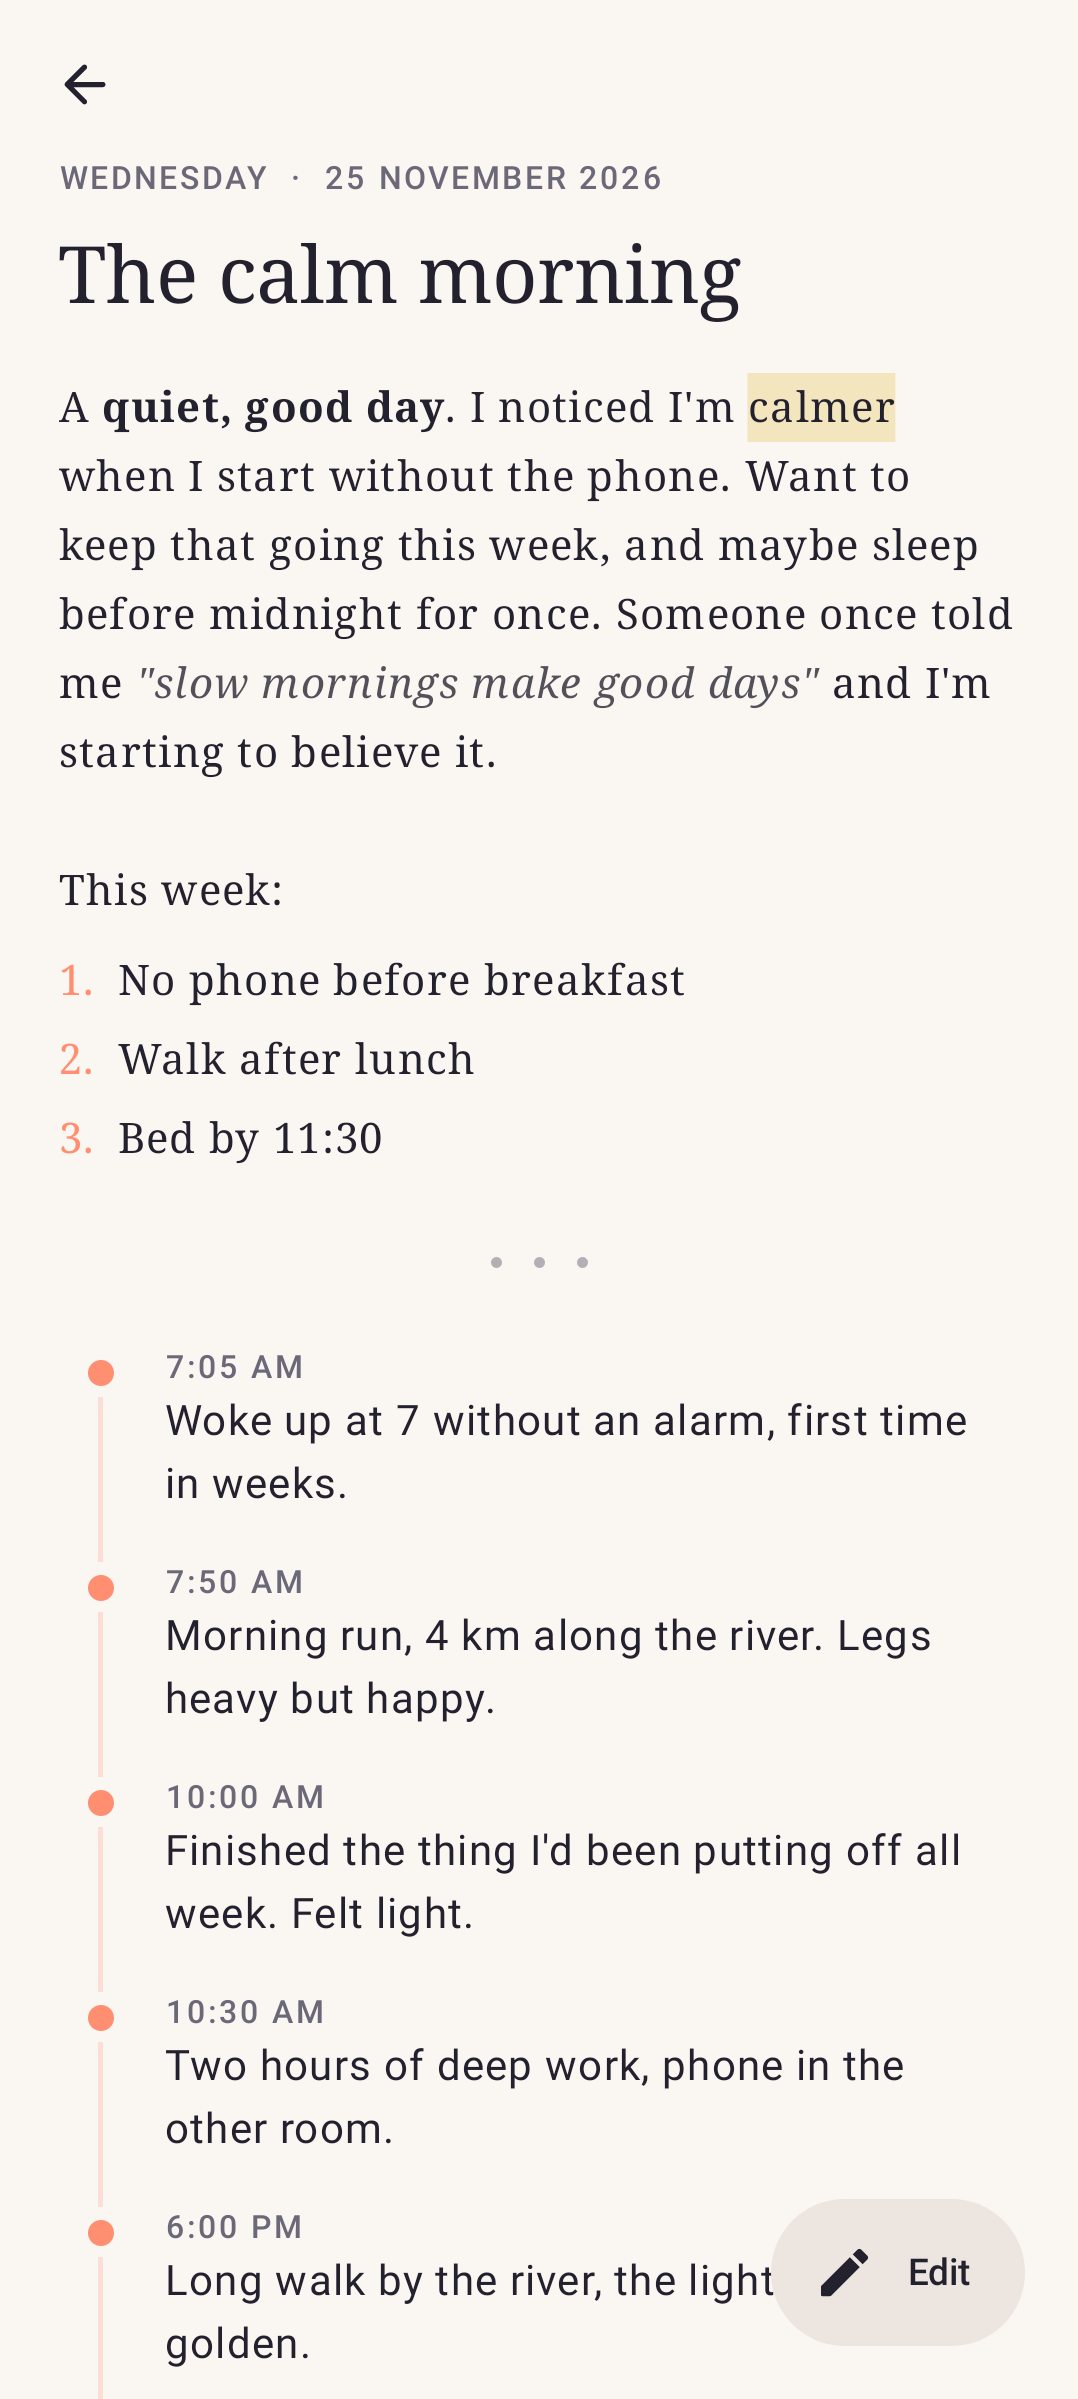 WEDNESDAY · 25 NOVEMBER 2026
The calm morning
A quiet, good day. I noticed I'm calmer
when I start without the phone. Want to
keep that going this week, and maybe sleep
before midnight for once. Someone once told
me "slow mornings make good days" and I'm
starting to believe it.
This week:
1. No phone before breakfast
2. Walk after lunch
3. Bed by 11:30
7:05 AM
Woke up at 7 without an alarm, first time
in weeks.
7:50 AM
Morning run, 4 km along the river. Legs
heavy but happy.
10:00 AM
Finished the thing I'd been putting off all
week. Felt light.
10:30 AM
Two hours of deep work, phone in the
other room.
6:00 PM
Long walk by the river, the light
golden.
Edit